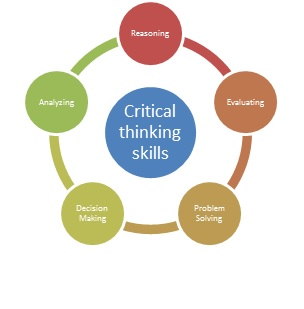 Reasoning
Analyzing
Evaluating
Critical
thinking
skills
Decision
Making
Problem
Solving